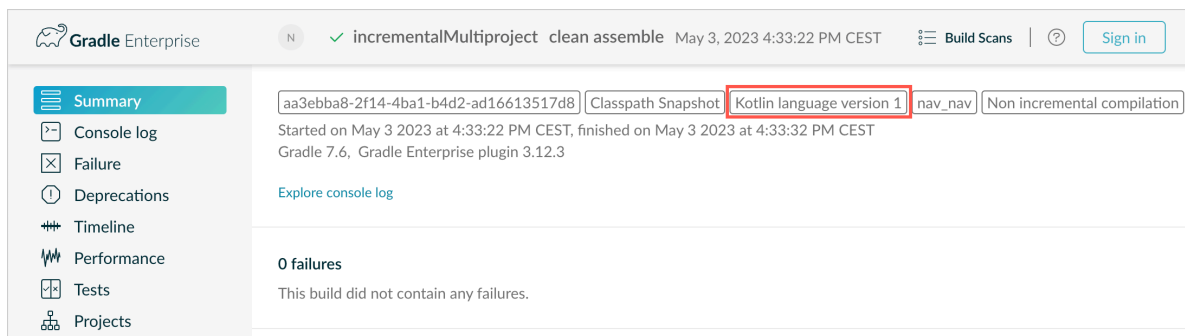 Gradle Enterprise
N incrementalMultiproject clean assemble May 3, 2023 4:33:22 PM CEST Build Scans ? Sign in
Summary
Console log
Failure
Deprecations
Timeline
Performance
Tests
Projects
aa3ebba8-2f14-4ba1-b4d2-ad16613517d8 Classpath Snapshot Kotlin language version 1 nav_nav Non incremental compilation
Started on May 3 2023 at 4:33:22 PM CEST, finished on May 3 2023 at 4:33:32 PM CEST
Gradle 7.6, Gradle Enterprise plugin 3.12.3
Explore console log
0 failures
This build did not contain any failures.